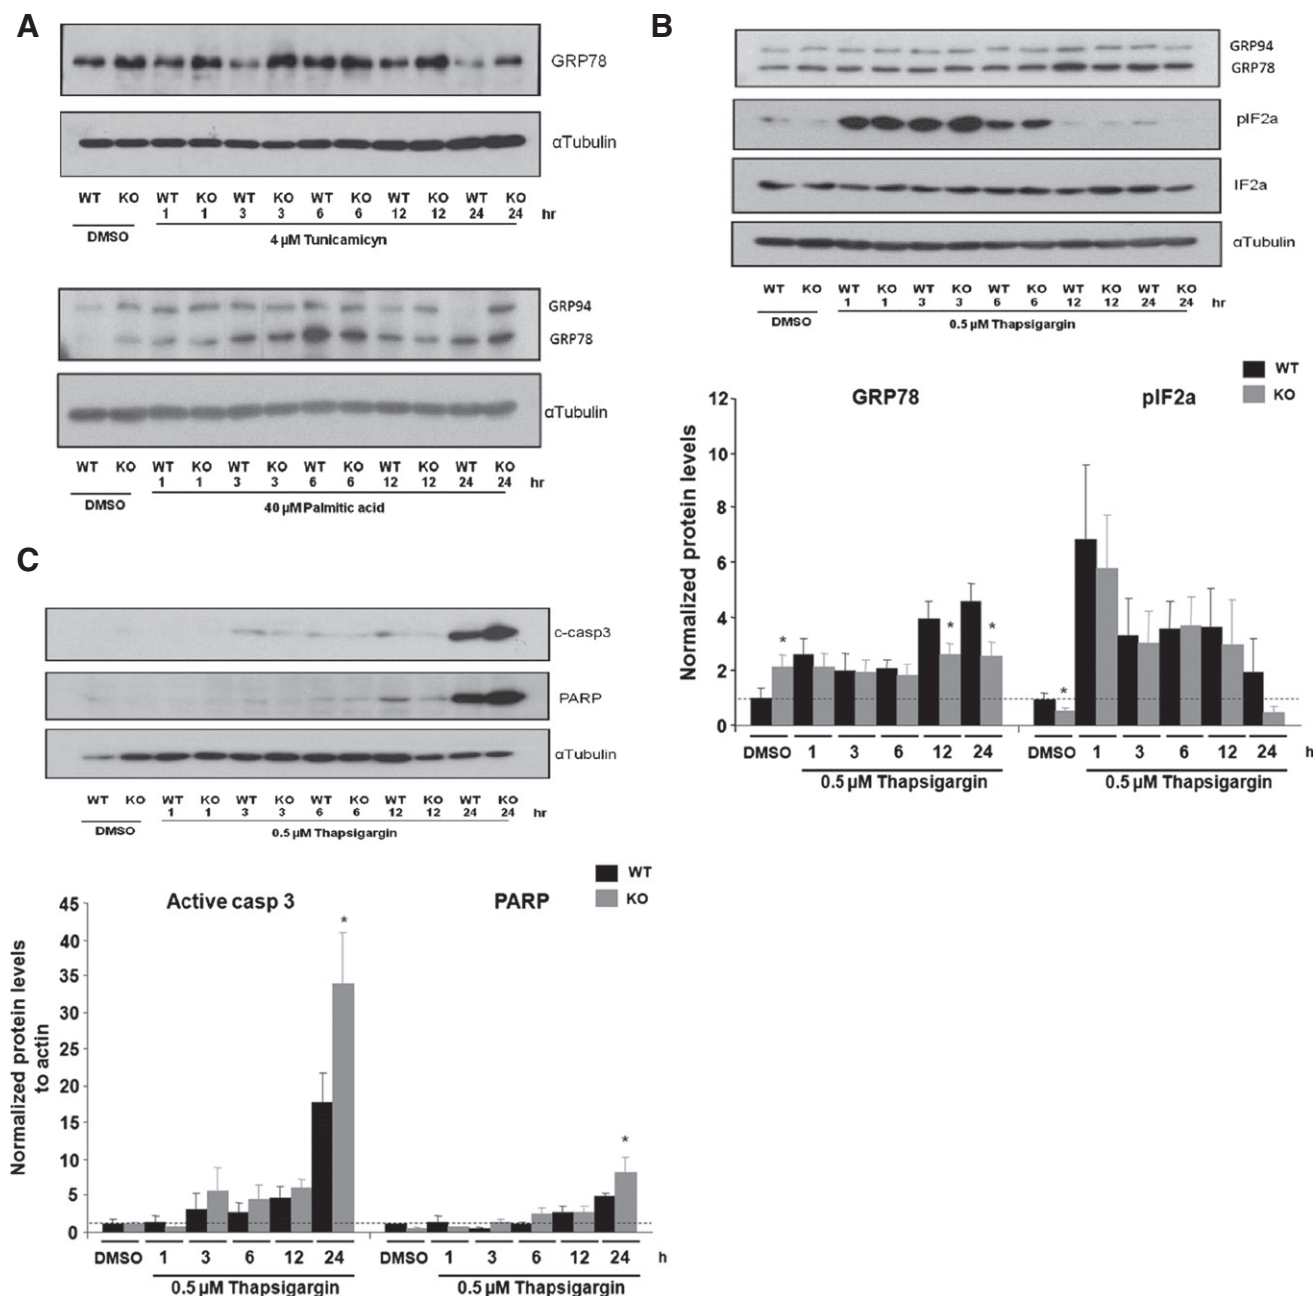 A
GRP78
αTubulin
WT KO WT KO WT KO WT KO WT KO WT KO
1 1 3 3 6 6 12 12 24 24 hr
DMSO
4 µM Tunicamicyn
GRP94
GRP78
αTubulin
WT KO WT KO WT KO WT KO WT KO WT KO
1 1 3 3 6 6 12 12 24 24 hr
DMSO
40 µM Palmitic acid
B
GRP94
GRP78
pIF2a
IF2a
αTubulin
WT KO WT KO WT KO WT KO WT KO WT KO
1 1 3 3 6 6 12 12 24 24 hr
DMSO
0.5 µM Thapsigargin
WT
KO
GRP78 pIF2a
Normalized protein levels
12
10
8
6
4
2
0
* * * *
DMSO 1 3 6 12 24 DMSO 1 3 6 12 24 h
0.5 µM Thapsigargin 0.5 µM Thapsigargin
C
c-casp3
PARP
αTubulin
WT KO WT KO WT KO WT KO WT KO WT KO
1 1 3 3 6 6 12 12 24 24 hr
DMSO
0.5 µM Thapsigargin
WT
KO
Active casp 3 PARP
Normalized protein levels
to actin
45
40
35
30
25
20
15
10
5
0
* *
DMSO 1 3 6 12 24 DMSO 1 3 6 12 24 h
0.5 µM Thapsigargin 0.5 µM Thapsigargin